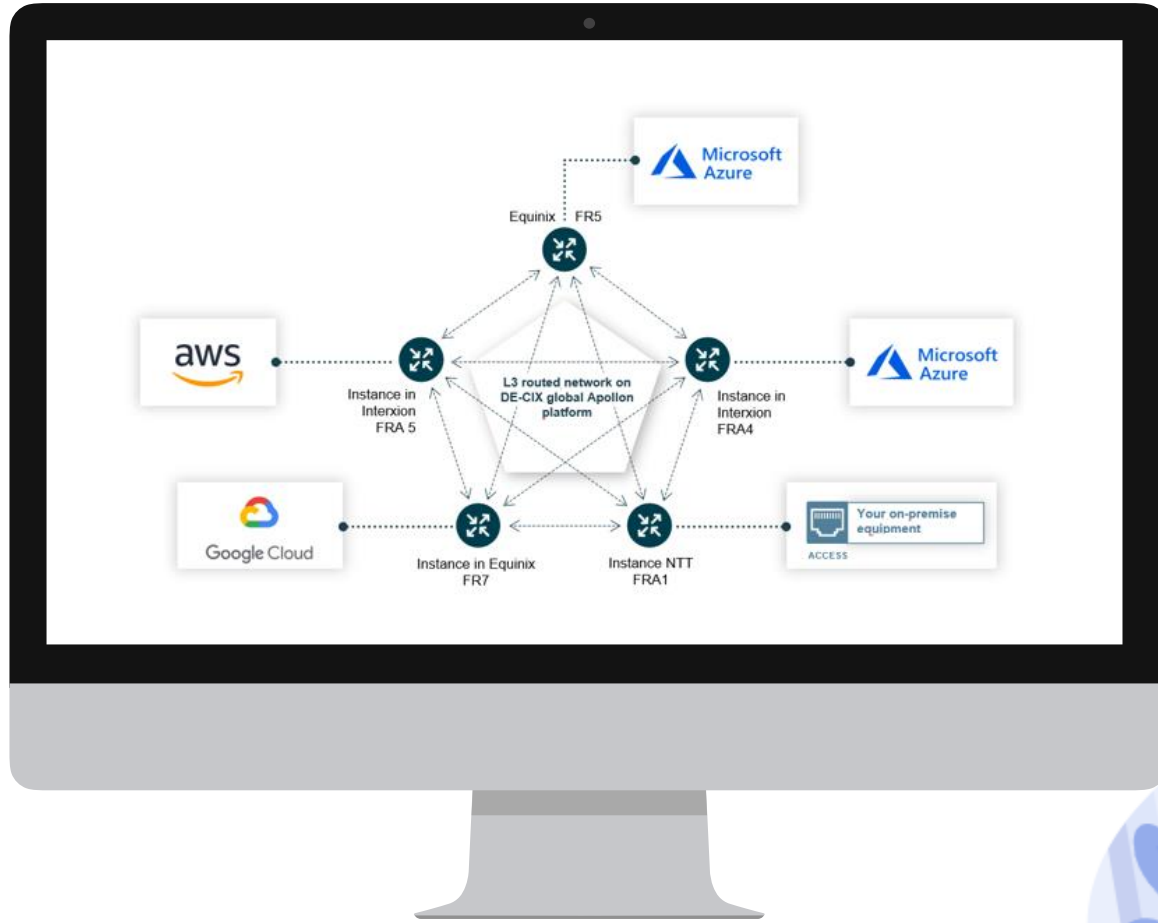 Microsoft
Azure
Equinix FR5
aws
Instance in
Interxion
FRA 5
L3 routed network on
DE-CIX global Apollon
platform
Instance in
Interxion
FRA4
Microsoft
Azure
Google Cloud
Instance in Equinix
FR7
Instance NTT
FRA1
Your on-premise
equipment
ACCESS